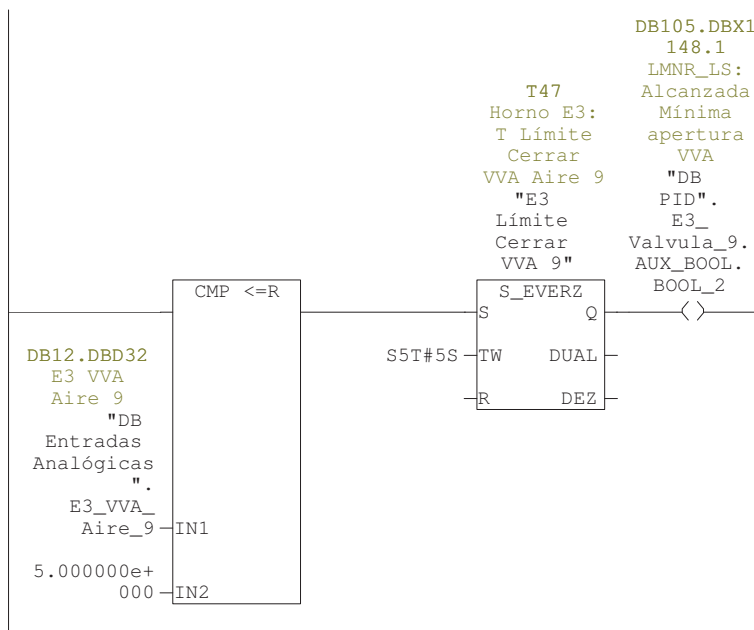 DB105.DBX1
148.1
LMNR_LS:
Alcanzada
Mínima
apertura
VVA
"DB
PID".
E3_
Valvula_9.
AUX_BOOL.
BOOL_2
T47
Horno E3:
T Límite
Cerrar
VVA Aire 9
"E3
Límite
Cerrar
VVA 9"
CMP <=R
S_EVERZ
S Q
S5T#5S TW DUAL
R DEZ
DB12.DBD32
E3 VVA
Aire 9
"DB
Entradas
Analógicas
".
E3_VVA_
Aire_9 IN1
5.000000e+
000 IN2